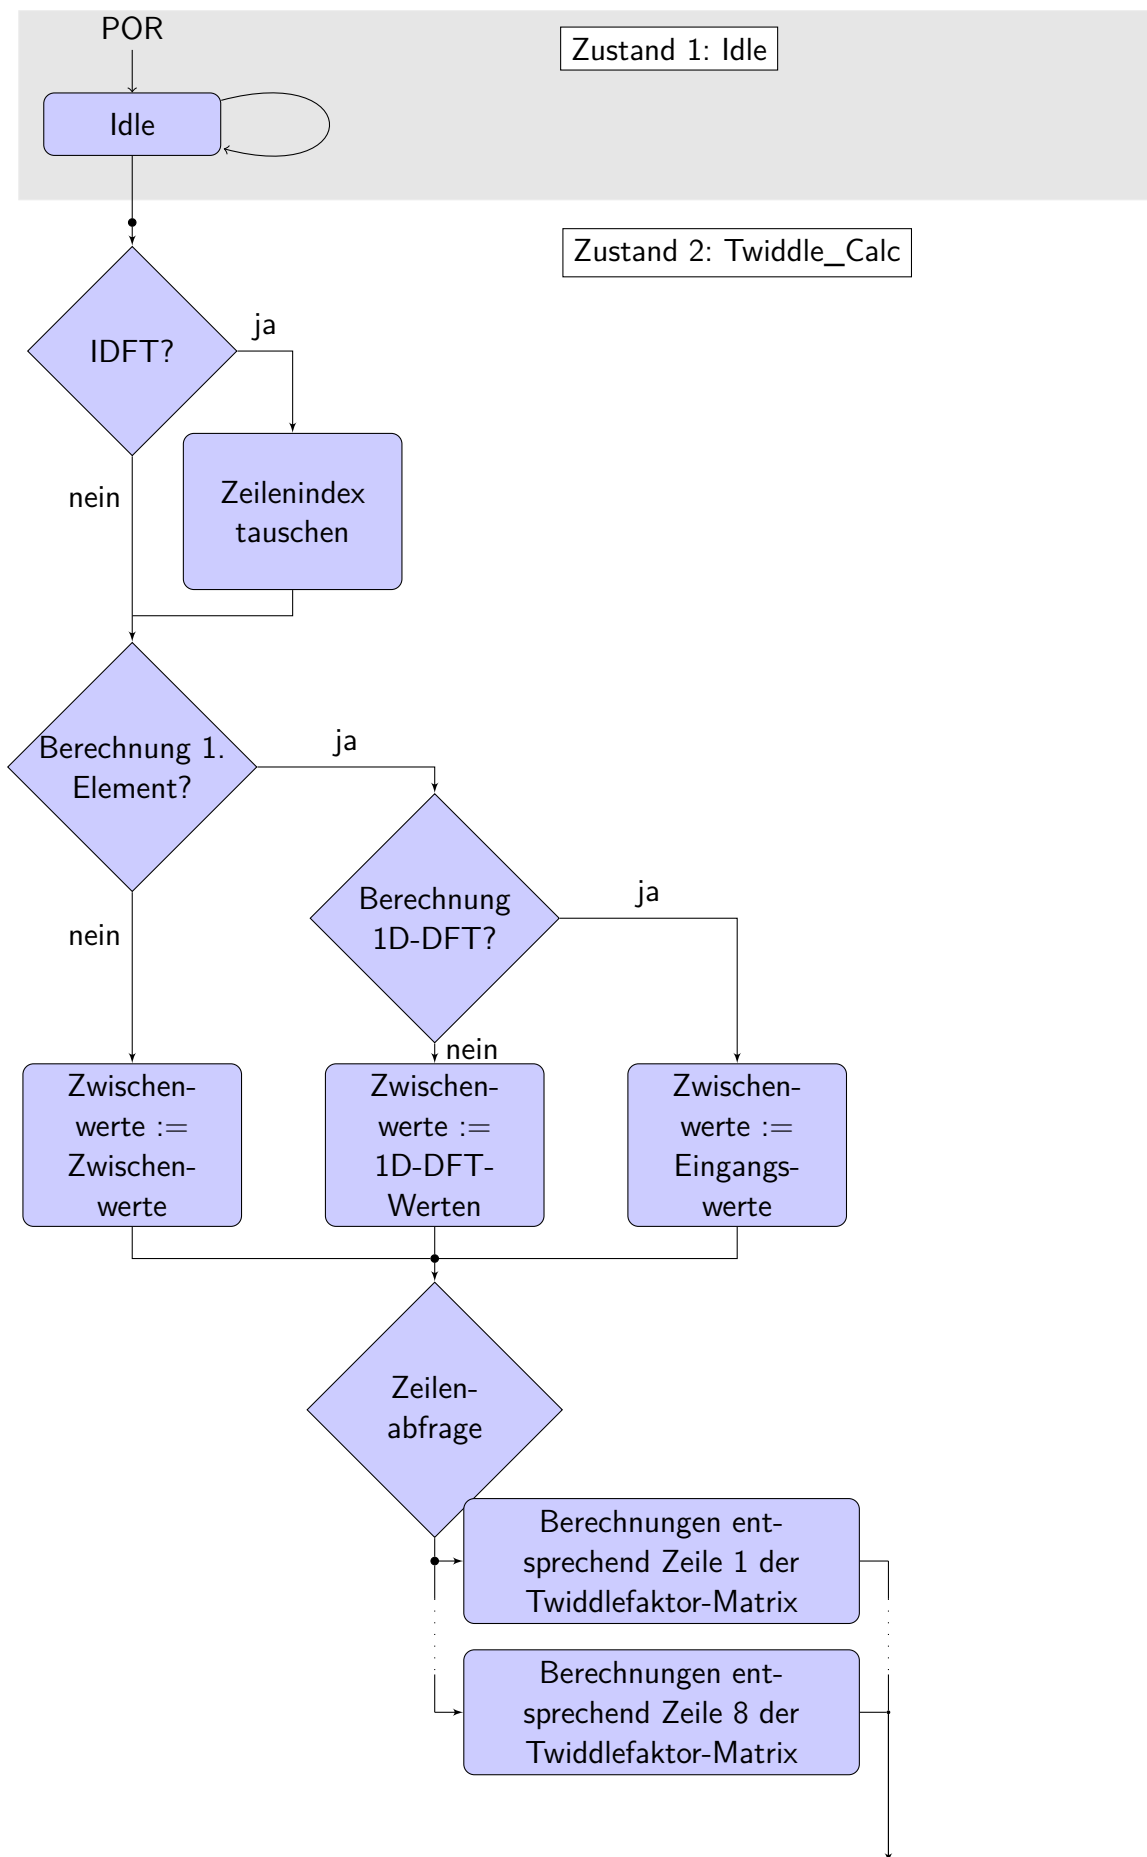 POR
Zustand 1: Idle
Idle
Zustand 2: Twiddle_Calc
IDFT?
ja
nein
Zeilenindex
tauschen
Berechnung 1.
Element?
ja
nein
Berechnung
1D-DFT?
ja
nein
Zwischen-
werte :=
Zwischen-
werte
Zwischen-
werte :=
1D-DFT-
Werten
Zwischen-
werte :=
Eingangs-
werte
Zeilen-
abfrage
Berechnungen ent-
sprechend Zeile 1 der
Twiddlefaktor-Matrix
Berechnungen ent-
sprechend Zeile 8 der
Twiddlefaktor-Matrix